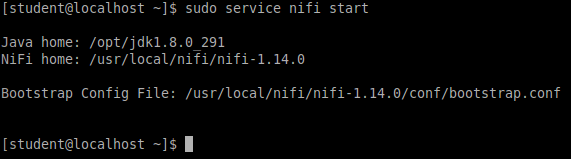 [student@localhost ~]$ sudo service nifi start
Java home: /opt/jdk1.8.0_291
NiFi home: /usr/local/nifi/nifi-1.14.0
Bootstrap Config File: /usr/local/nifi/nifi-1.14.0/conf/bootstrap.conf
[student@localhost ~]$